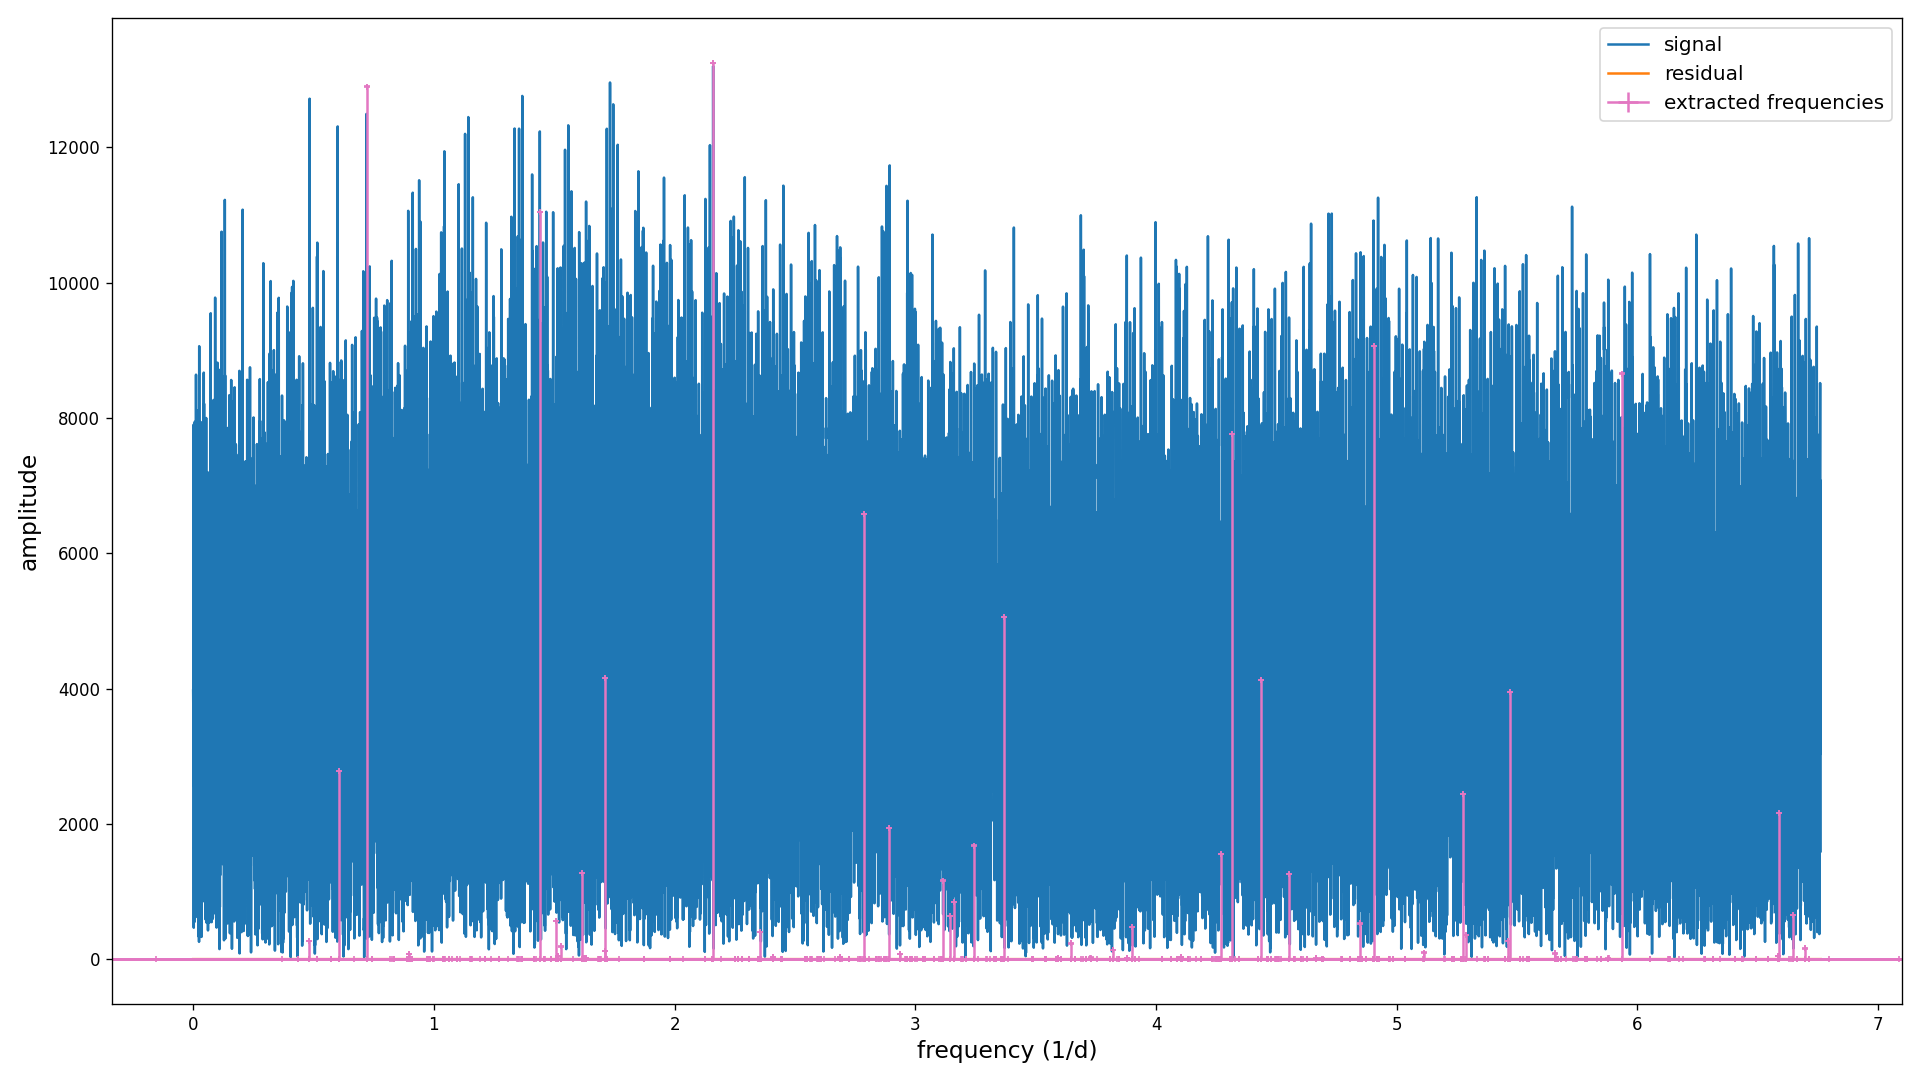 signal
residual
extracted frequencies
amplitude
12000
10000
8000
6000
4000
2000
0
0 1 2 3 4 5 6 7
frequency (1/d)